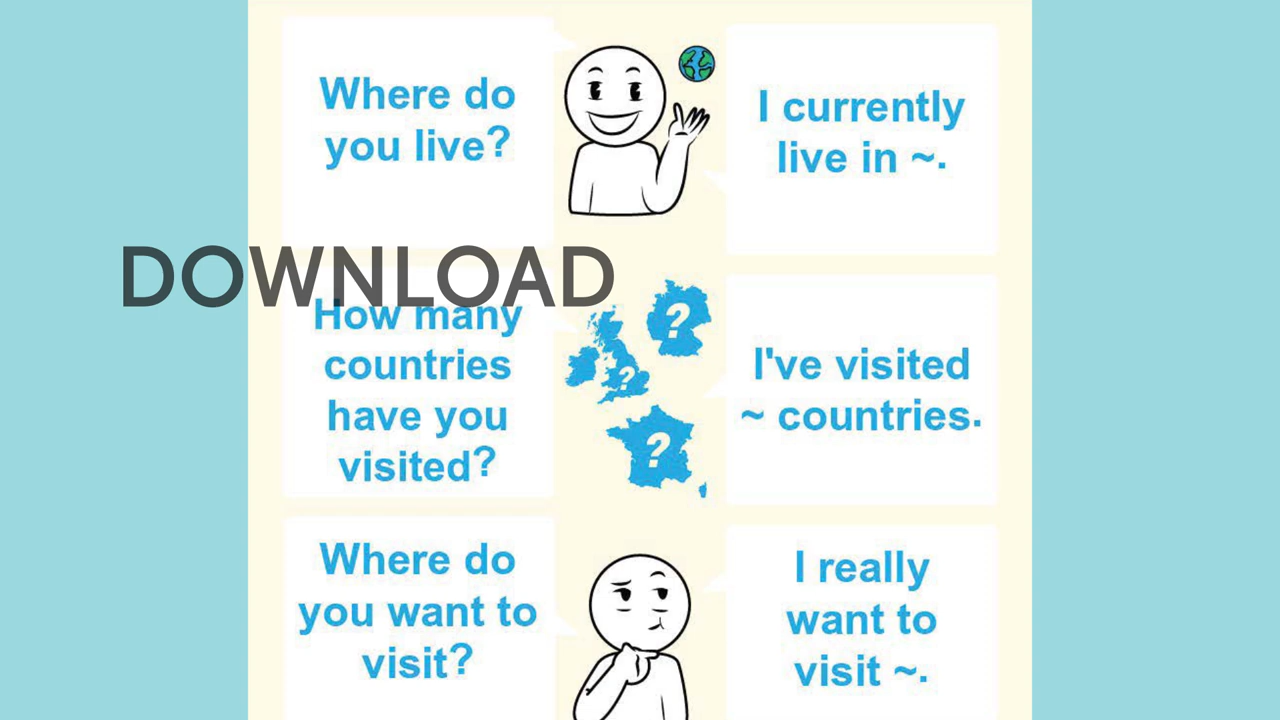 Where do
you live?
I currently
live in ~.
DOWNLOAD
How many
countries
have you
visited?
?
?
?
I've visited
~ countries.
Where do
you want to
visit?
I really
want to
visit ~.